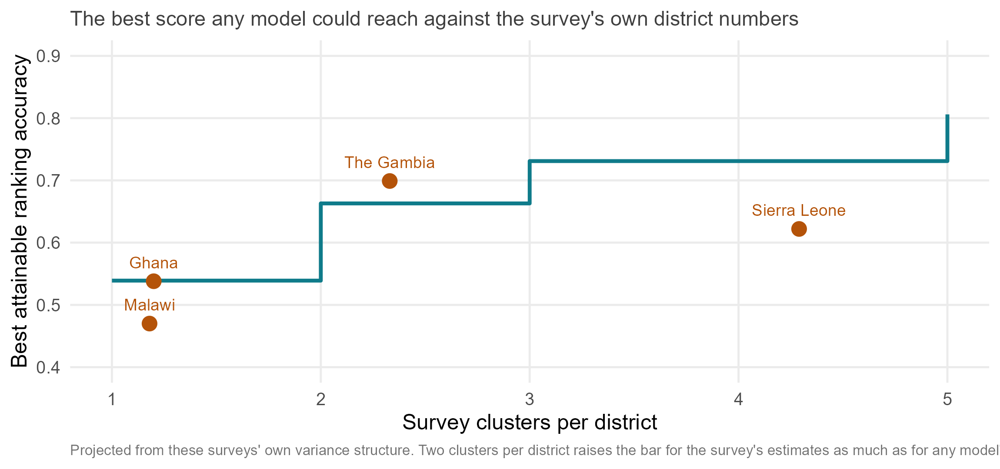 The best score any model could reach against the survey's own district numbers
Best attainable ranking accuracy
0.9
0.8
0.7
0.6
0.5
0.4
The Gambia
Sierra Leone
Ghana
Malawi
1 2 3 4 5
Survey clusters per district
Projected from these surveys' own variance structure. Two clusters per district raises the bar for the survey's estimates as much as for any model'